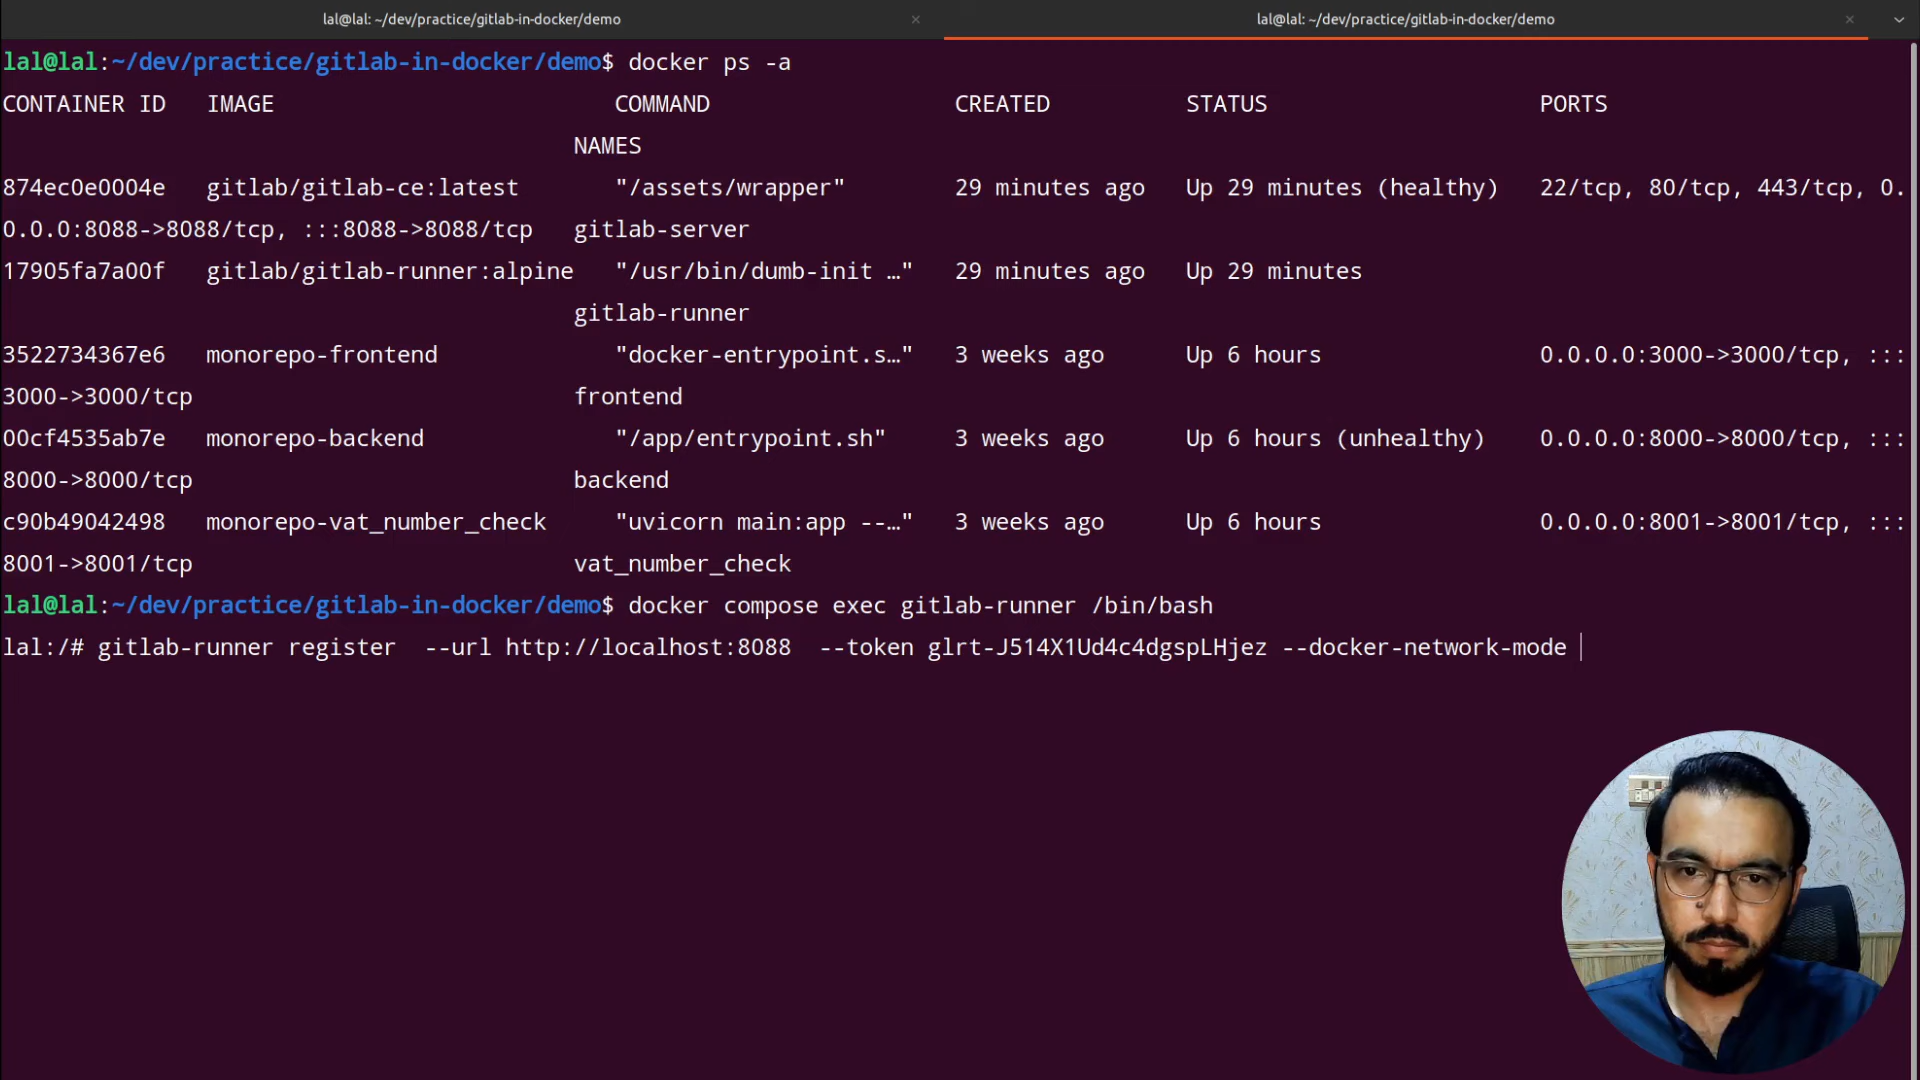 lal@lal: ~/dev/practice/gitlab-in-docker/demo × lal@lal: ~/dev/practice/gitlab-in-docker/demo ×
lal@lal:~/dev/practice/gitlab-in-docker/demo$ docker ps -a
CONTAINER ID IMAGE COMMAND CREATED STATUS PORTS
NAMES
874ec0e0004e gitlab/gitlab-ce:latest "/assets/wrapper" 29 minutes ago Up 29 minutes (healthy) 22/tcp, 80/tcp, 443/tcp, 0.
0.0.0:8088->8088/tcp, :::8088->8088/tcp gitlab-server
17905fa7a00f gitlab/gitlab-runner:alpine "/usr/bin/dumb-init …" 29 minutes ago Up 29 minutes
gitlab-runner
3522734367e6 monorepo-frontend "docker-entrypoint.s…" 3 weeks ago Up 6 hours 0.0.0.0:3000->3000/tcp, :::
3000->3000/tcp frontend
00cf4535ab7e monorepo-backend "/app/entrypoint.sh" 3 weeks ago Up 6 hours (unhealthy) 0.0.0.0:8000->8000/tcp, :::
8000->8000/tcp backend
c90b49042498 monorepo-vat_number_check "uvicorn main:app --…" 3 weeks ago Up 6 hours 0.0.0.0:8001->8001/tcp, :::
8001->8001/tcp vat_number_check
lal@lal:~/dev/practice/gitlab-in-docker/demo$ docker compose exec gitlab-runner /bin/bash
lal:/# gitlab-runner register --url http://localhost:8088 --token glrt-J514X1Ud4c4dgspLHjez --docker-network-mode